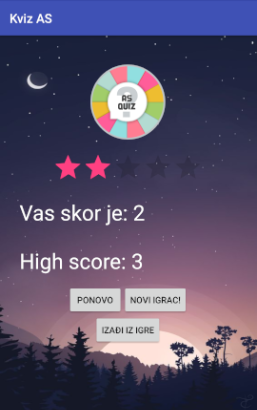 Kviz AS
AS
QUIZ
Vas skor je: 2
High score: 3
PONOVO
NOVI IGRAC!
IZAĐI IZ IGRE